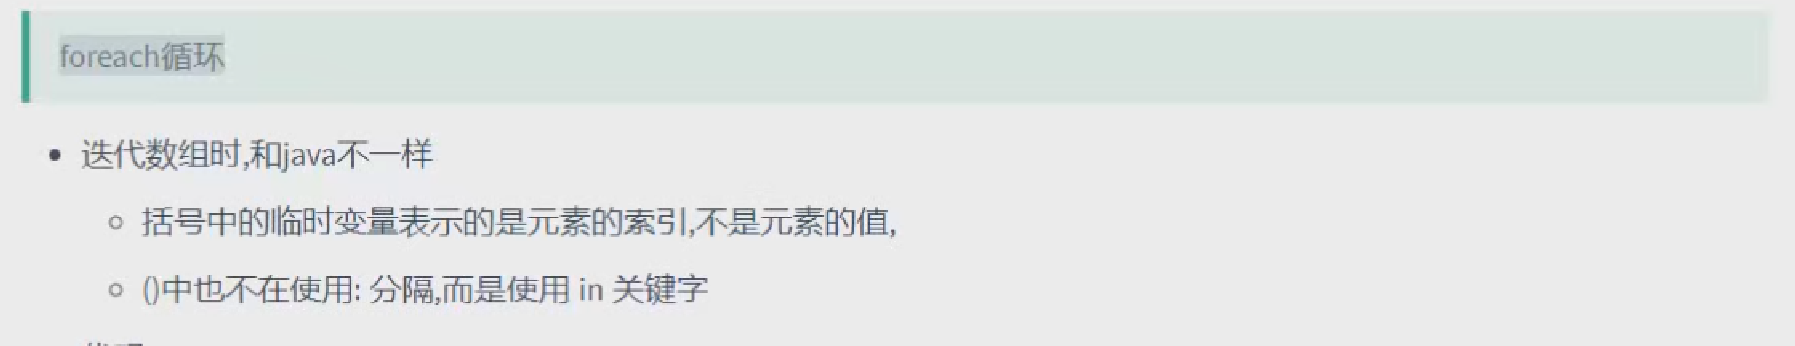 foreach循环
迭代数组时,和java不一样
括号中的临时变量表示的是元素的索引,不是元素的值,
()中也不在使用: 分隔,而是使用 in 关键字